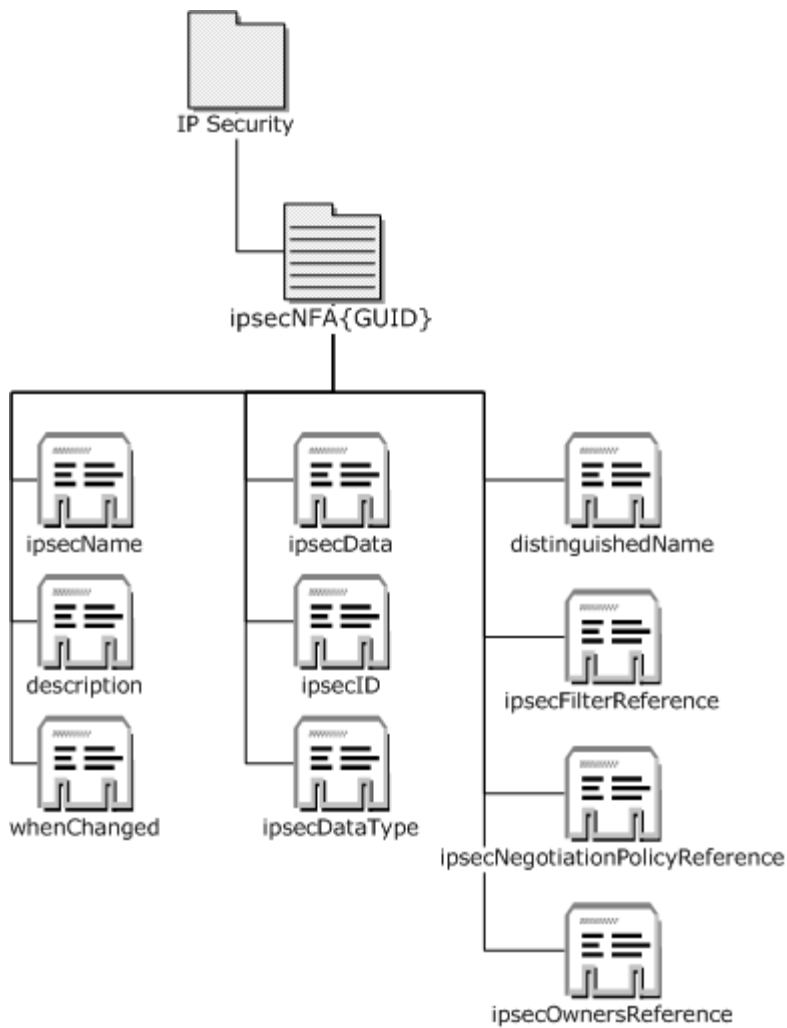 IP Security
ipsecNFA{GUID}
ipsecName
ipsecData
distinguishedName
description
ipsecID
ipsecFilterReference
whenChanged
ipsecDataType
ipsecNegotiationPolicyReference
ipsecOwnersReference